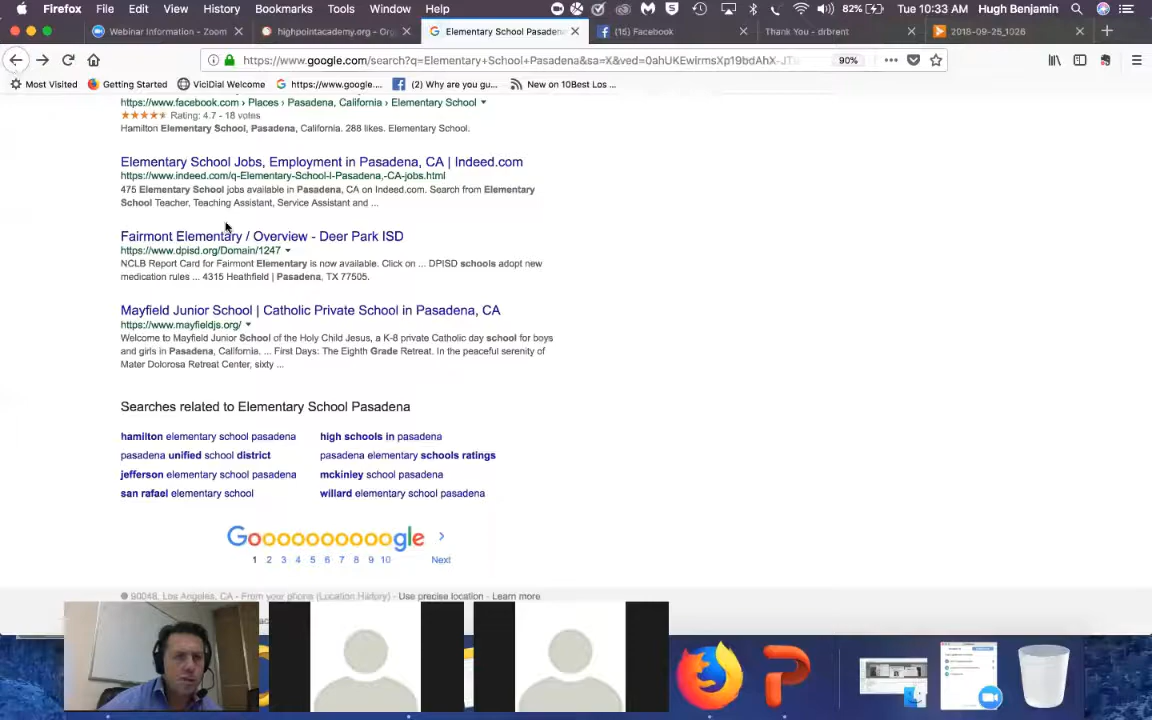 Firefox File Edit View History Bookmarks Tools Window Help 82% Tue 10:33 AM Hugh Benjamin
Webinar Information - Zoom
highpointacademy.org - Org
Elementary School Pasadena
(15) Facebook
Thank You - drbrent
2018-09-25_1026
https://www.google.com/search?q=Elementary+School+Pasadena&sa=X&ved=0ahUKEwirmsXp19bdAhX-JT
90%
Most Visited Getting Started ViciDial Welcome https://www.google.... (2) Why are you gu... New on 10Best Loc ...
https://www.facebook.com › Places › Pasadena, California › Elementary School
Rating: 4.7 - 18 votes
Hamilton Elementary School, Pasadena, California. 288 likes. Elementary School.
Elementary School Jobs, Employment in Pasadena, CA | Indeed.com
https://www.indeed.com/q-Elementary-School-l-Pasadena,-CA-jobs.html
475 Elementary School jobs available in Pasadena, CA on Indeed.com. Search from Elementary
School Teacher, Teaching Assistant, Service Assistant and ...
Fairmont Elementary / Overview - Deer Park ISD
https://www.dpisd.org/Domain/1247
NCLB Report Card for Fairmont Elementary is now available. Click on ... DPISD schools adopt new
medication rules ... 4315 Heathfield | Pasadena, TX 77505.
Mayfield Junior School | Catholic Private School in Pasadena, CA
https://www.mayfieldjs.org/
Welcome to Mayfield Junior School of the Holy Child Jesus, a K-8 private Catholic day school for boys
and girls in Pasadena, California. ... First Days: The Eighth Grade Retreat. In the peaceful serenity of
Mater Dolorosa Retreat Center, sixty ...
Searches related to Elementary School Pasadena
hamilton elementary school pasadena high schools in pasadena
pasadena unified school district pasadena elementary schools ratings
jefferson elementary school pasadena mckinley school pasadena
san rafael elementary school willard elementary school pasadena
Goooooooooogle
1 2 3 4 5 6 7 8 9 10 Next
90048, Los Angeles, CA - From your phone (Location History) - Use precise location - Learn more